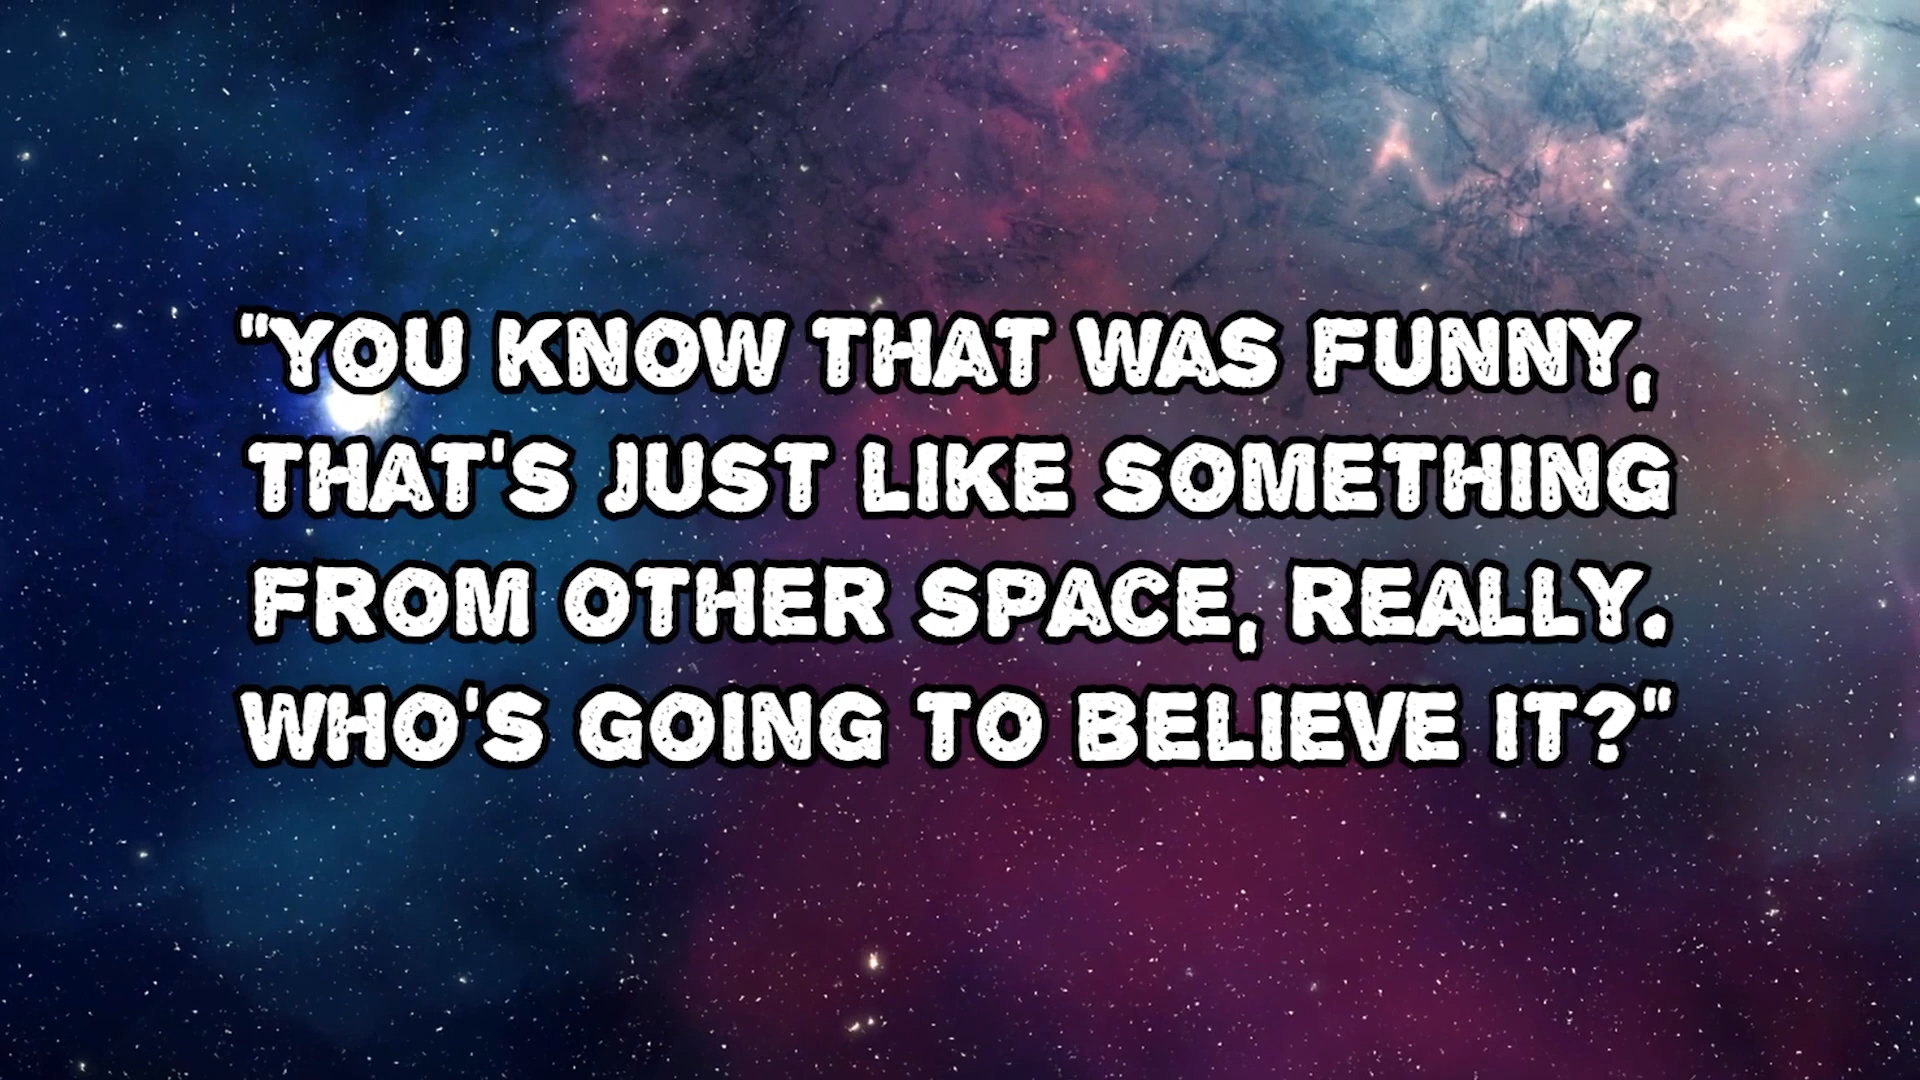 "YOU KNOW THAT WAS FUNNY,
THAT'S JUST LIKE SOMETHING
FROM OTHER SPACE, REALLY.
WHO'S GOING TO BELIEVE IT?"